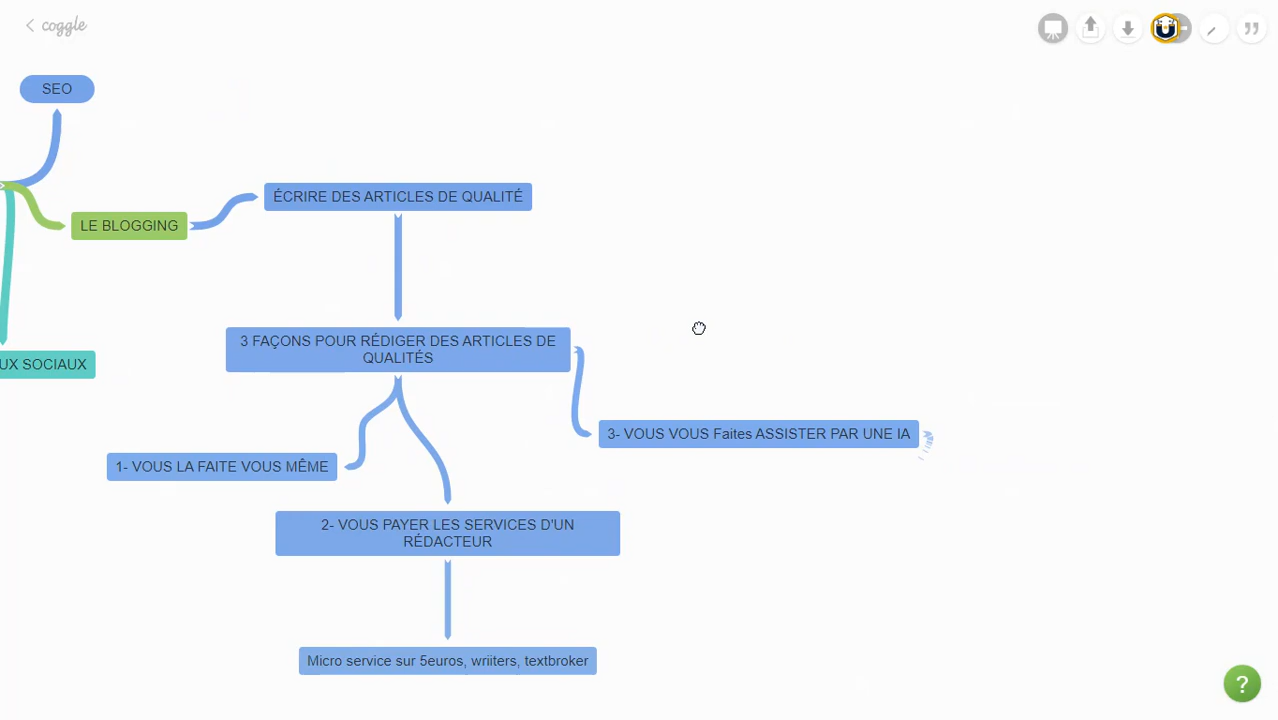 coggle
SEO
ÉCRIRE DES ARTICLES DE QUALITÉ
LE BLOGGING
3 FAÇONS POUR RÉDIGER DES ARTICLES DE
QUALITÉS
UX SOCIAUX
3- VOUS VOUS Faites ASSISTER PAR UNE IA
1- VOUS LA FAITE VOUS MÊME
2- VOUS PAYER LES SERVICES D'UN
RÉDACTEUR
Micro service sur 5euros, wriiters, textbroker
?